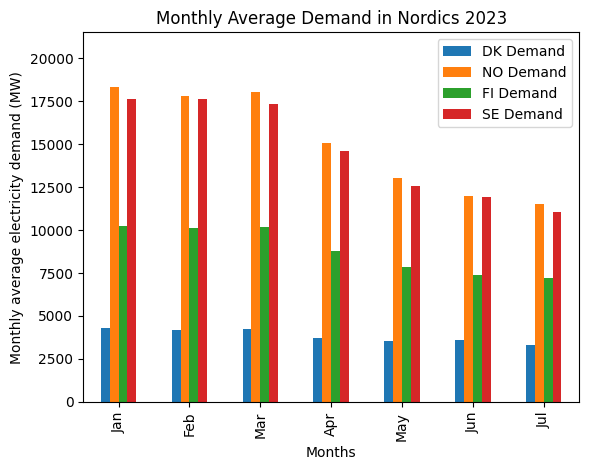 Monthly Average Demand in Nordics 2023
DK Demand
NO Demand
FI Demand
SE Demand
Monthly average electricity demand (MW)
20000
17500
15000
12500
10000
7500
5000
2500
0
Jan
Feb
Mar
Apr
May
Jun
Jul
Months